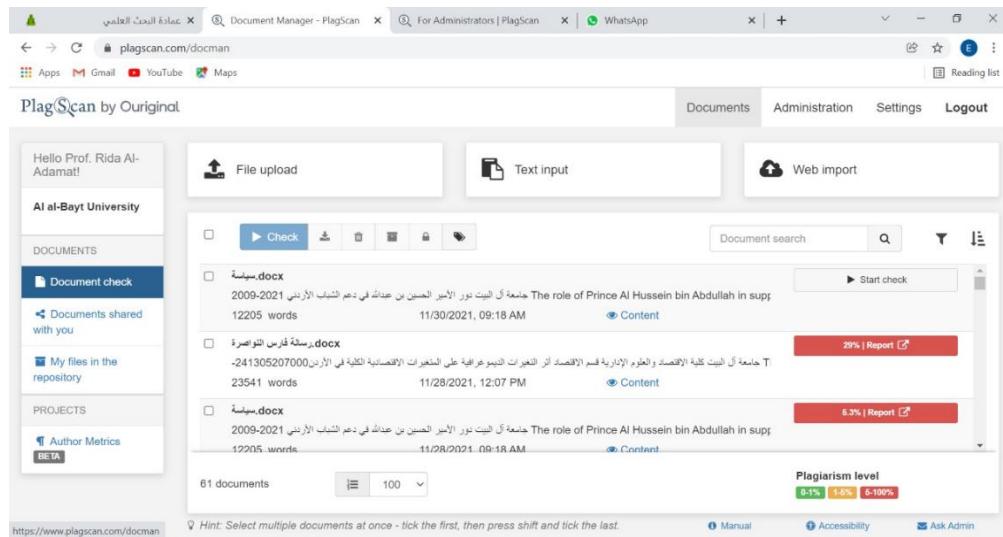 عمادة البحث العلمي
Document Manager - PlagScan
For Administrators | PlagScan
WhatsApp
plagscan.com/docman
E
Apps
Gmail
YouTube
Maps
Reading list
PlagScan by Ouriginal
Documents
Administration
Settings
Logout
Hello Prof. Rida Al-
Adamat!
Al al-Bayt University
DOCUMENTS
Document check
Documents shared
with you
My files in the
repository
PROJECTS
Author Metrics
BETA
File upload
Text input
Web import
Check
Document search
سياسة.docx
جامعة آل البيت دور الأمير الحسين بن عبدالله في دعم الشباب الأردني 2021-2009 The role of Prince Al Hussein bin Abdullah in supp
12205 words
11/30/2021, 09:18 AM
Content
Start check
رسالة فارس النواصرة.docx
جامعة آل البيت كلية الاقتصاد والعلوم الإدارية قسم الاقتصاد أثر التغيرات الديموغرافية على المتغيرات الاقتصادية الكلية في الأردن241305207000- Tl
23541 words
11/28/2021, 12:07 PM
Content
29% | Report
سياسة.docx
جامعة آل البيت دور الأمير الحسين بن عبدالله في دعم الشباب الأردني 2021-2009 The role of Prince Al Hussein bin Abdullah in supp
12205 words
11/28/2021, 09:18 AM
Content
5.3% | Report
61 documents
100
Plagiarism level
0-1% 1-5% 5-100%
Hint: Select multiple documents at once - tick the first, then press shift and tick the last.
Manual
Accessibility
Ask Admin
https://www.plagscan.com/docman